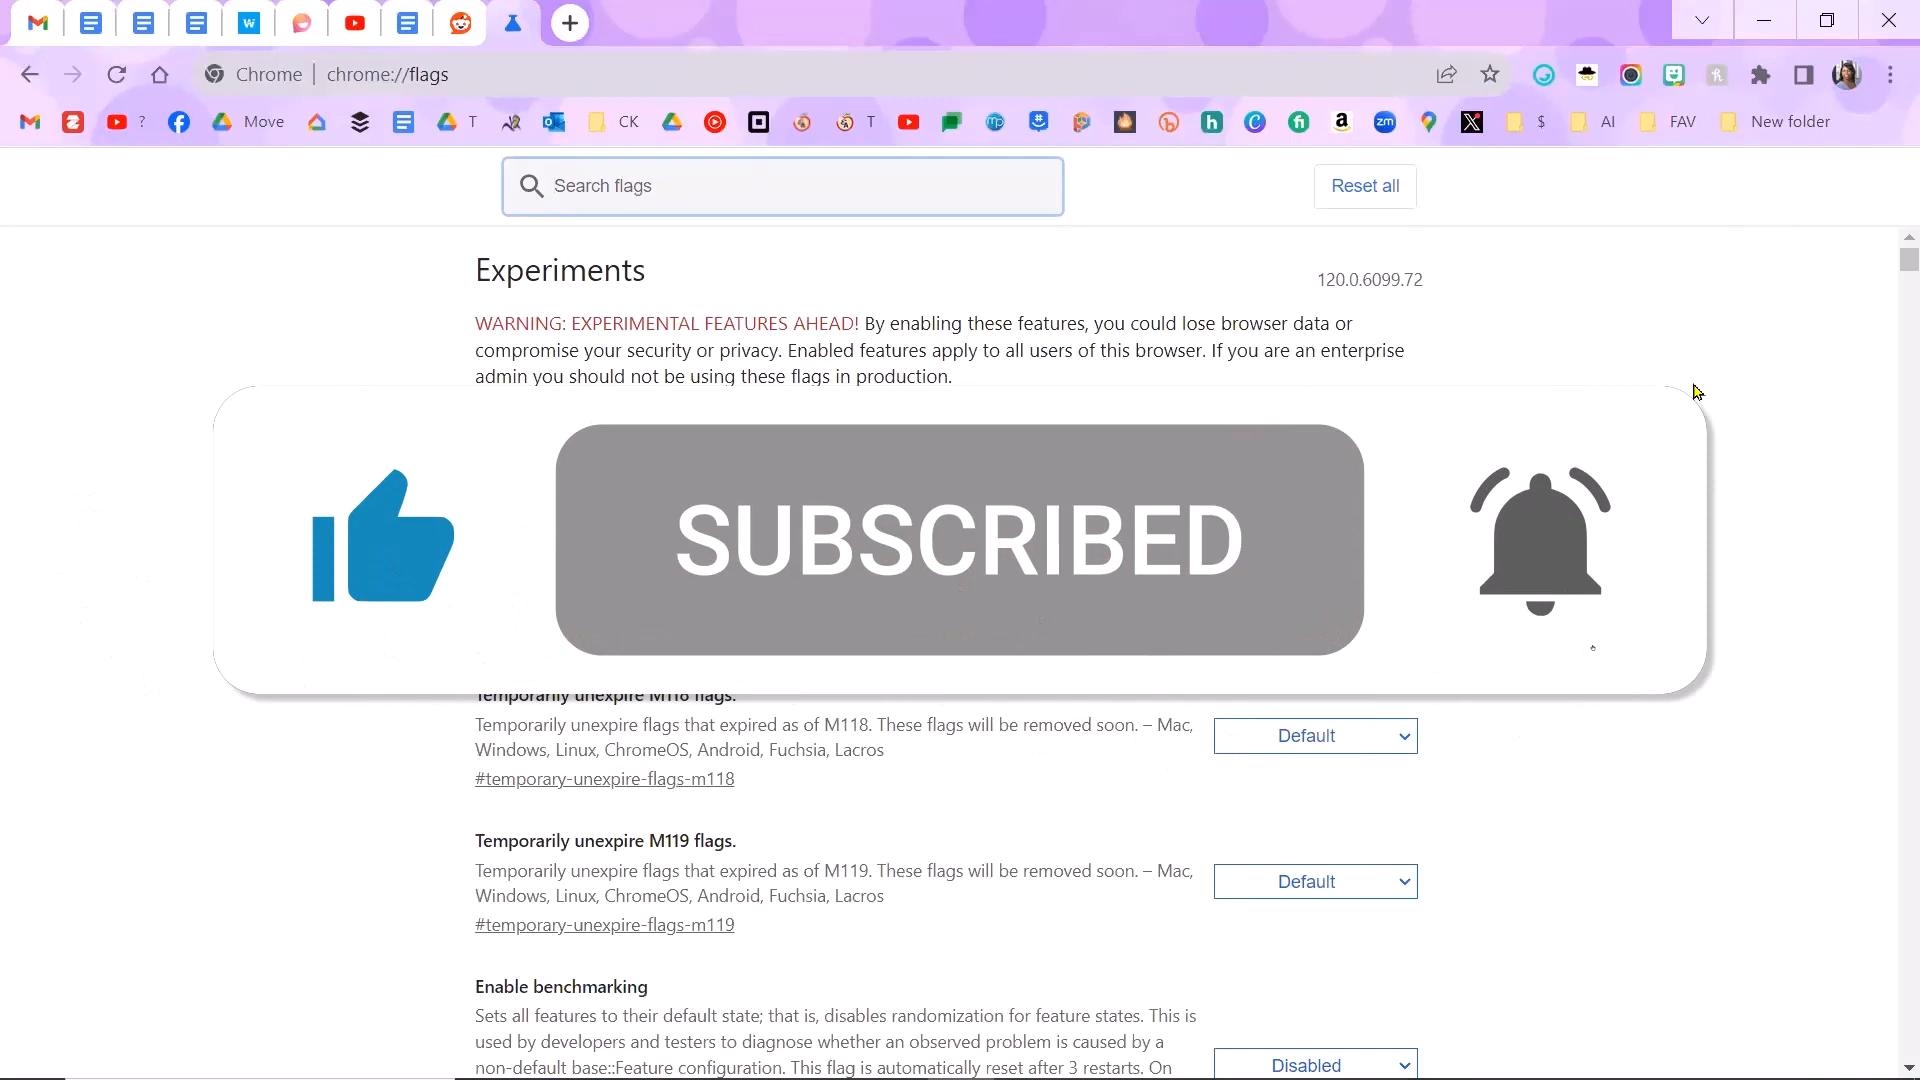 Chrome | chrome://flags
? Move T CK T $ AI FAV New folder
Search flags
Reset all
Experiments
120.0.6099.72
WARNING: EXPERIMENTAL FEATURES AHEAD! By enabling these features, you could lose browser data or
compromise your security or privacy. Enabled features apply to all users of this browser. If you are an enterprise
admin you should not be using these flags in production.
SUBSCRIBED
Temporarily unexpire M118 flags.
Temporarily unexpire flags that expired as of M118. These flags will be removed soon. – Mac,
Windows, Linux, ChromeOS, Android, Fuchsia, Lacros
#temporary-unexpire-flags-m118
Default
Temporarily unexpire M119 flags.
Temporarily unexpire flags that expired as of M119. These flags will be removed soon. – Mac,
Windows, Linux, ChromeOS, Android, Fuchsia, Lacros
#temporary-unexpire-flags-m119
Default
Enable benchmarking
Sets all features to their default state; that is, disables randomization for feature states. This is
used by developers and testers to diagnose whether an observed problem is caused by a
non-default base::Feature configuration. This flag is automatically reset after 3 restarts. On
Disabled